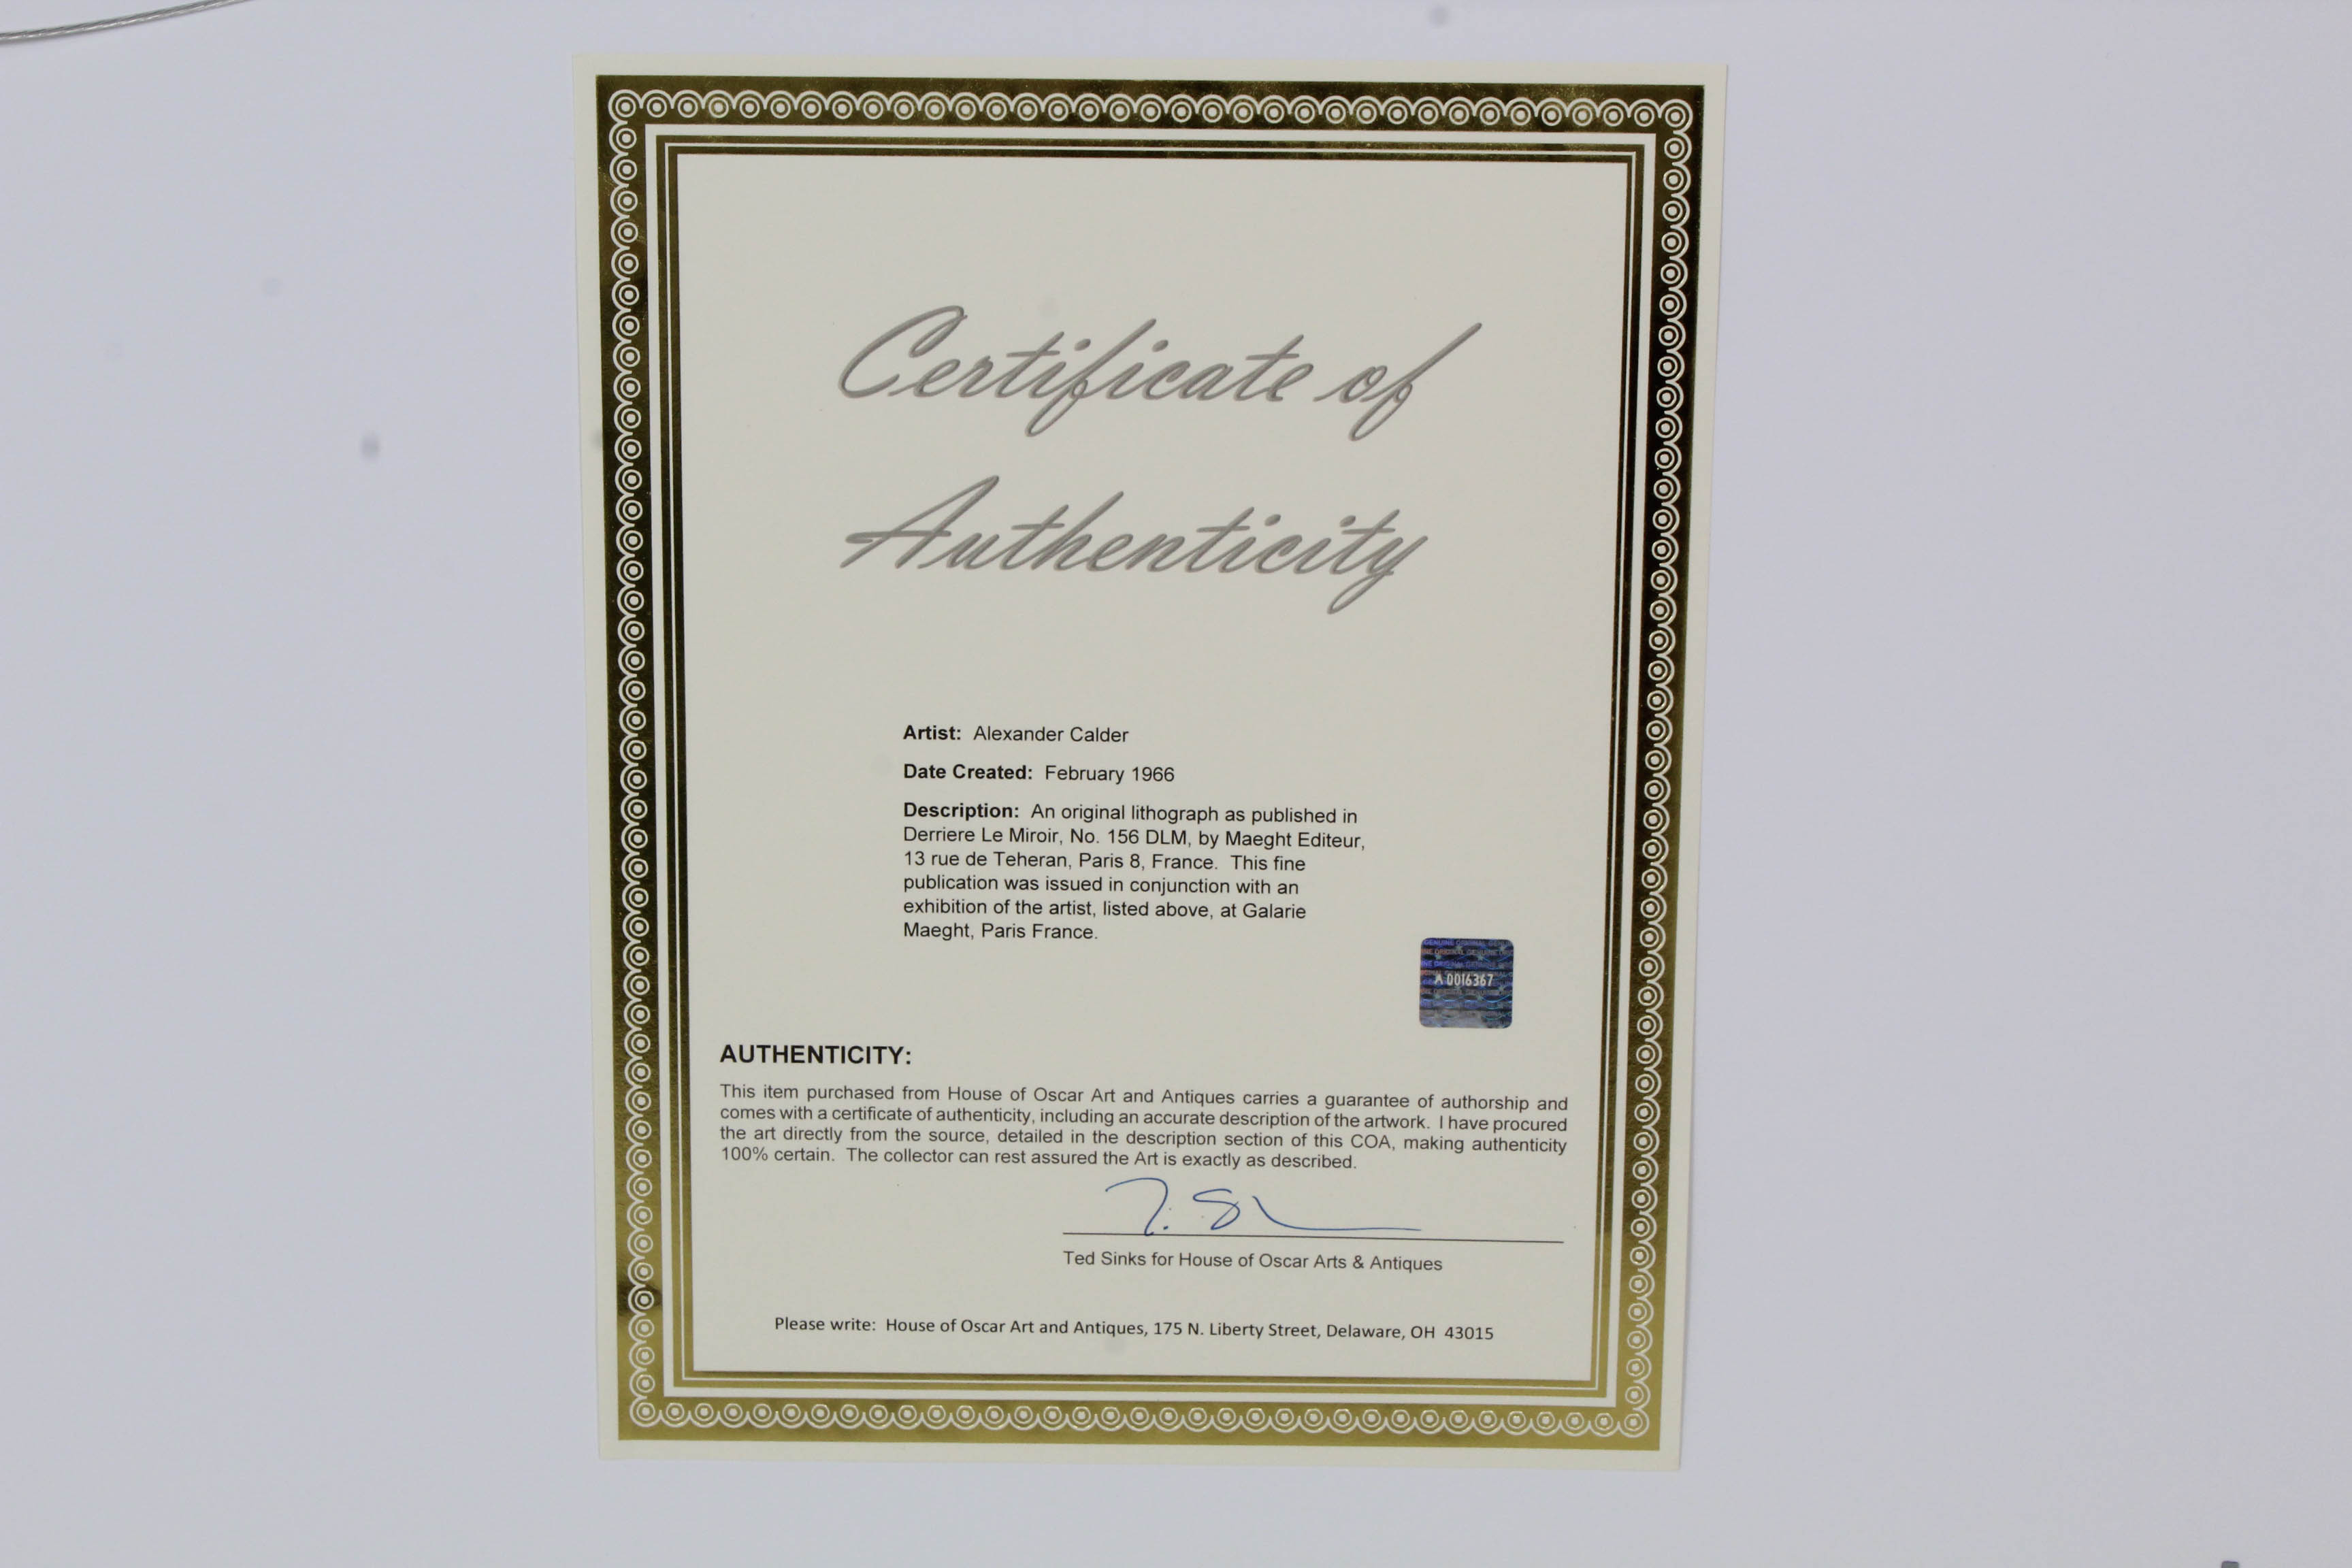 Certificate of
Authenticity
Artist: Alexander Calder
Date Created: February 1966
Description: An original lithograph as published in
Derriere Le Miroir, No. 156 DLM, by Maeght Editeur,
13 rue de Teheran, Paris 8, France. This fine
publication was issued in conjunction with an
exhibition of the artist, listed above, at Galarie
Maeght, Paris France.
GENUINE ORIGINAL
A 0016367
AUTHENTICITY:
This item purchased from House of Oscar Art and Antiques carries a guarantee of authorship and
comes with a certificate of authenticity, including an accurate description of the artwork. I have procured
the art directly from the source, detailed in the description section of this COA, making authenticity
100% certain. The collector can rest assured the Art is exactly as described.
T. S
Ted Sinks for House of Oscar Arts & Antiques
Please write: House of Oscar Art and Antiques, 175 N. Liberty Street, Delaware, OH 43015